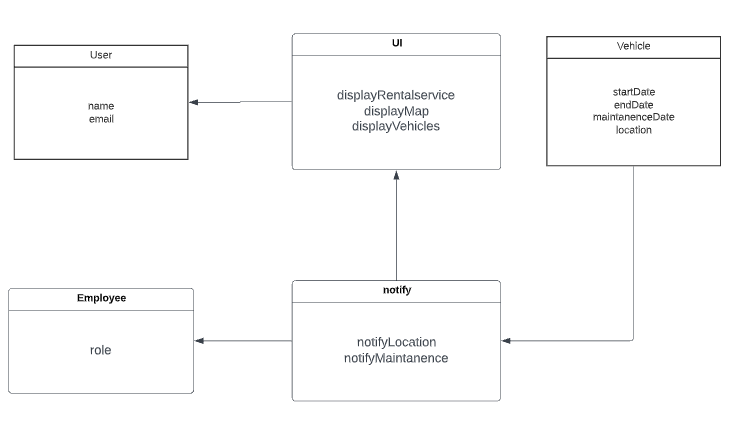 User
name
email
UI
displayRentalservice
displayMap
displayVehicles
Vehicle
startDate
endDate
maintanenceDate
location
Employee
role
notify
notifyLocation
notifyMaintanence